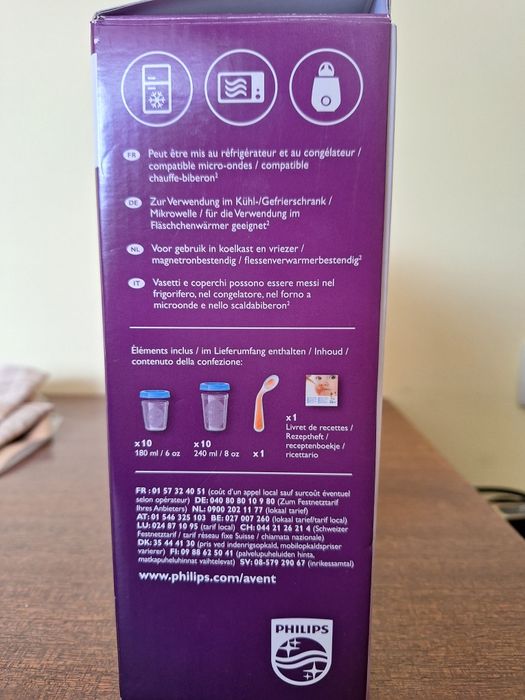 FR Peut être mis au réfrigérateur et au congélateur /
compatible micro-ondes / compatible
chauffe-biberon²
DE Zur Verwendung im Kühl-/Gefrierschrank /
Mikrowelle / für die Verwendung im
Fläschchenwärmer geeignet²
NL Voor gebruik in koelkast en vriezer /
magnetronbestendig / flessenverwarmerbestendig²
IT Vasetti e coperchi possono essere messi nel
frigorifero, nel congelatore, nel forno a
microonde e nello scaldabiberon²
Éléments inclus / im Lieferumfang enthalten / Inhoud /
contenuto della confezione:
x10
180 ml / 6 oz
x10
240 ml / 8 oz
x1
x1
Livret de recettes /
Rezeptheft /
receptenboekje /
ricettario
FR : 01 57 32 40 51 (coût d'un appel local sauf surcoût éventuel
selon opérateur) DE: 040 80 80 10 9 80 (Zum Festnetztarif
Ihres Anbieters) NL: 0900 202 11 77 (lokaal tarief)
AT: 01 546 325 103 BE: 027 007 260 (lokaal tarief/tarif local)
LU: 024 87 10 95 (tarif local) CH: 044 21 26 21 4 (Schweizer
Festnetztarif / tarif réseau fixe Suisse / chiamata nazionale)
DK: 35 44 41 30 (pris ved indenrigsopkald, mobilopkaldspriser
varierer) FI: 09 88 62 50 41 (palvelupuheluiden hinta,
matkapuheluhinnat vaihtelevat) SV: 08-579 290 67 (inrikessamtal)
www.philips.com/avent
PHILIPS